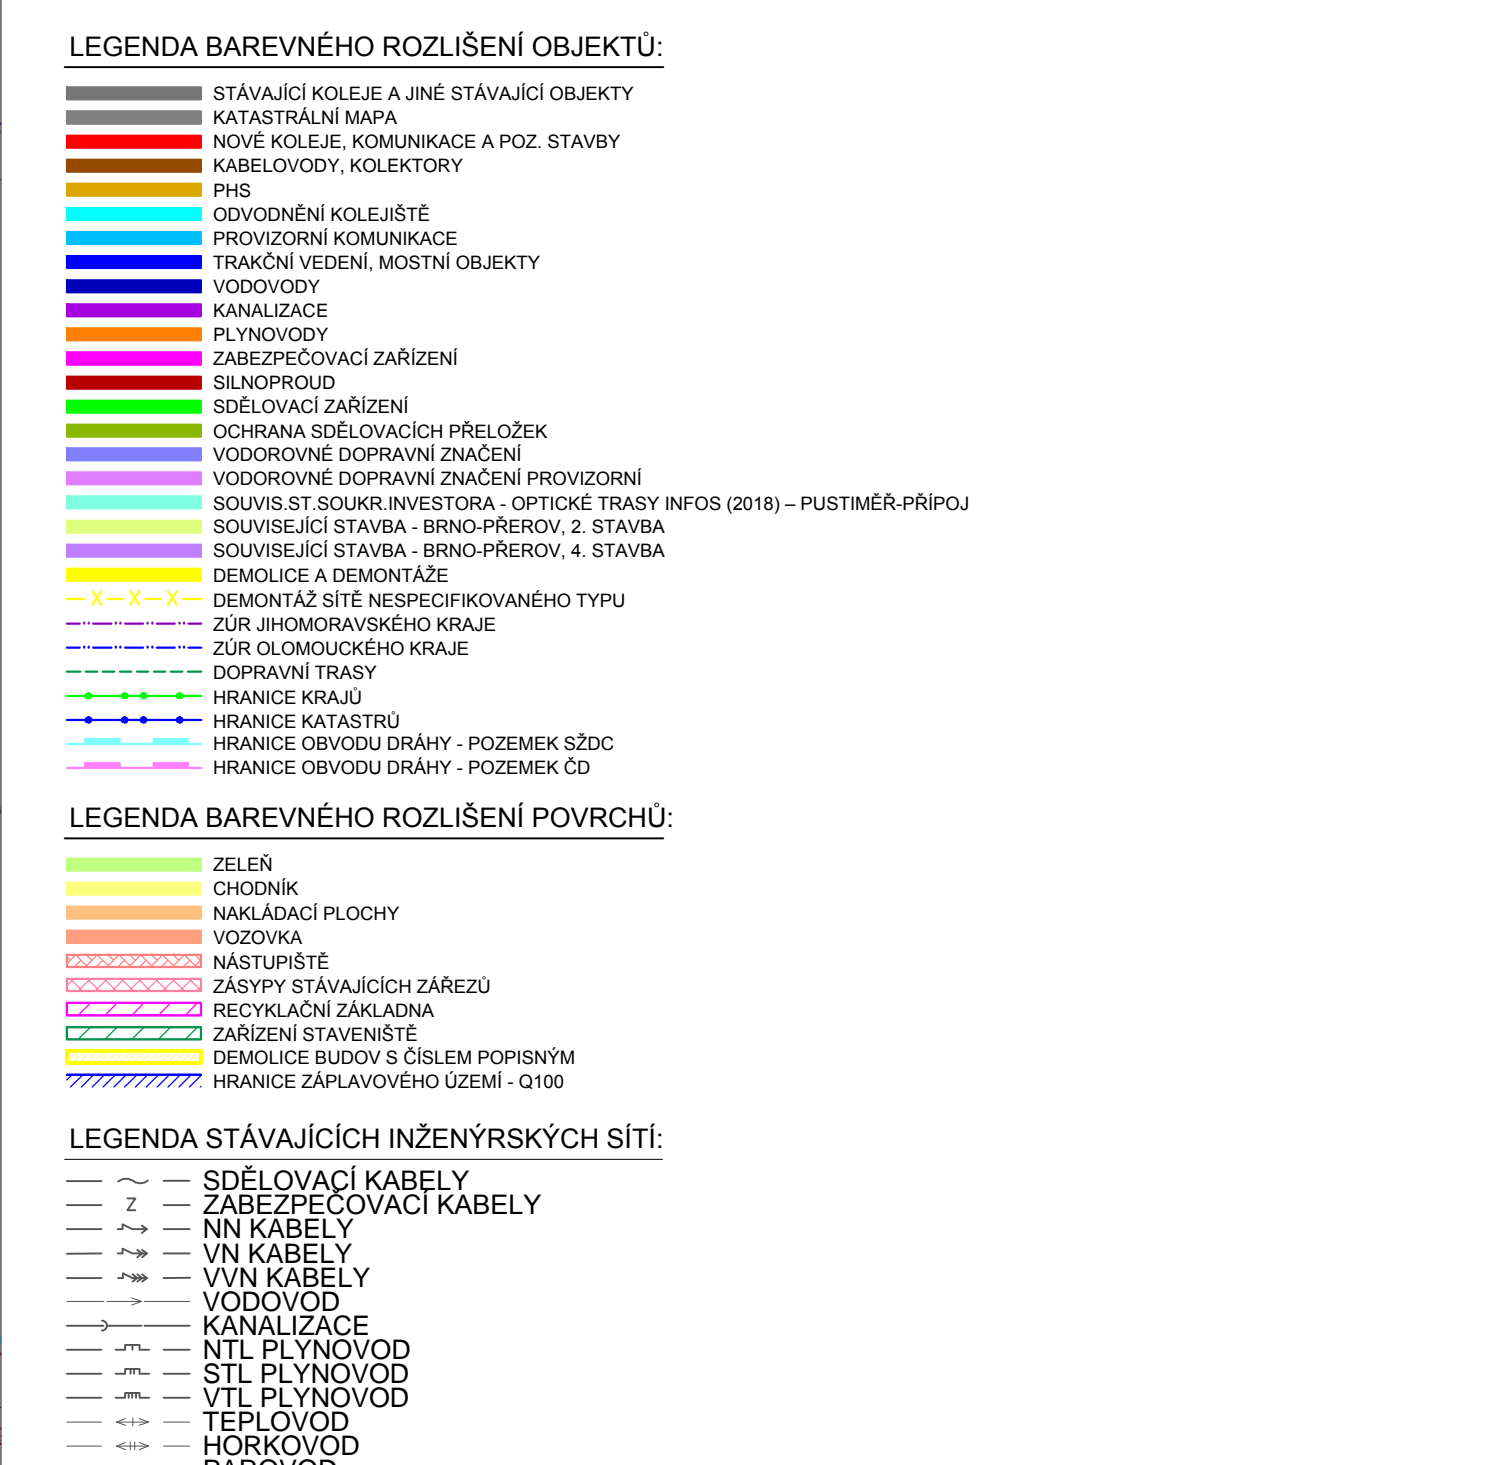 LEGENDA BAREVNÉHO ROZLIŠENÍ OBJEKTŮ:
STÁVAJÍCÍ KOLEJE A JINÉ STÁVAJÍCÍ OBJEKTY
KATASTRÁLNÍ MAPA
NOVÉ KOLEJE, KOMUNIKACE A POZ. STAVBY
KABELOVODY, KOLEKTORY
PHS
ODVODNĚNÍ KOLEJIŠTĚ
PROVIZORNÍ KOMUNIKACE
TRAKČNÍ VEDENÍ, MOSTNÍ OBJEKTY
VODOVODY
KANALIZACE
PLYNOVODY
ZABEZPEČOVACÍ ZAŘÍZENÍ
SILNOPROUD
SDĚLOVACÍ ZAŘÍZENÍ
OCHRANA SDĚLOVACÍCH PŘELOŽEK
VODOROVNÉ DOPRAVNÍ ZNAČENÍ
VODOROVNÉ DOPRAVNÍ ZNAČENÍ PROVIZORNÍ
SOUVIS.ST.SOUKR.INVESTORA - OPTICKÉ TRASY INFOS (2018) – PUSTIMĚŘ-PŘÍPOJ
SOUVISEJÍCÍ STAVBA - BRNO-PŘEROV, 2. STAVBA
SOUVISEJÍCÍ STAVBA - BRNO-PŘEROV, 4. STAVBA
DEMOLICE A DEMONTÁŽE
X X X DEMONTÁŽ SÍTĚ NESPECIFIKOVANÉHO TYPU
ZÚR JIHOMORAVSKÉHO KRAJE
ZÚR OLOMOUCKÉHO KRAJE
DOPRAVNÍ TRASY
HRANICE KRAJŮ
HRANICE KATASTRŮ
HRANICE OBVODU DRÁHY - POZEMEK SŽDC
HRANICE OBVODU DRÁHY - POZEMEK ČD
LEGENDA BAREVNÉHO ROZLIŠENÍ POVRCHŮ:
ZELEŇ
CHODNÍK
NAKLÁDACÍ PLOCHY
VOZOVKA
NÁSTUPIŠTĚ
ZÁSYPY STÁVAJÍCÍCH ZÁŘEZŮ
RECYKLAČNÍ ZÁKLADNA
ZAŘÍZENÍ STAVENIŠTĚ
DEMOLICE BUDOV S ČÍSLEM POPISNÝM
HRANICE ZÁPLAVOVÉHO ÚZEMÍ - Q100
LEGENDA STÁVAJÍCÍCH INŽENÝRSKÝCH SÍTÍ:
SDĚLOVACÍ KABELY
Z ZABEZPEČOVACÍ KABELY
NN KABELY
VN KABELY
VVN KABELY
VODOVOD
KANALIZACE
NTL PLYNOVOD
STL PLYNOVOD
VTL PLYNOVOD
TEPLOVOD
HORKOVOD